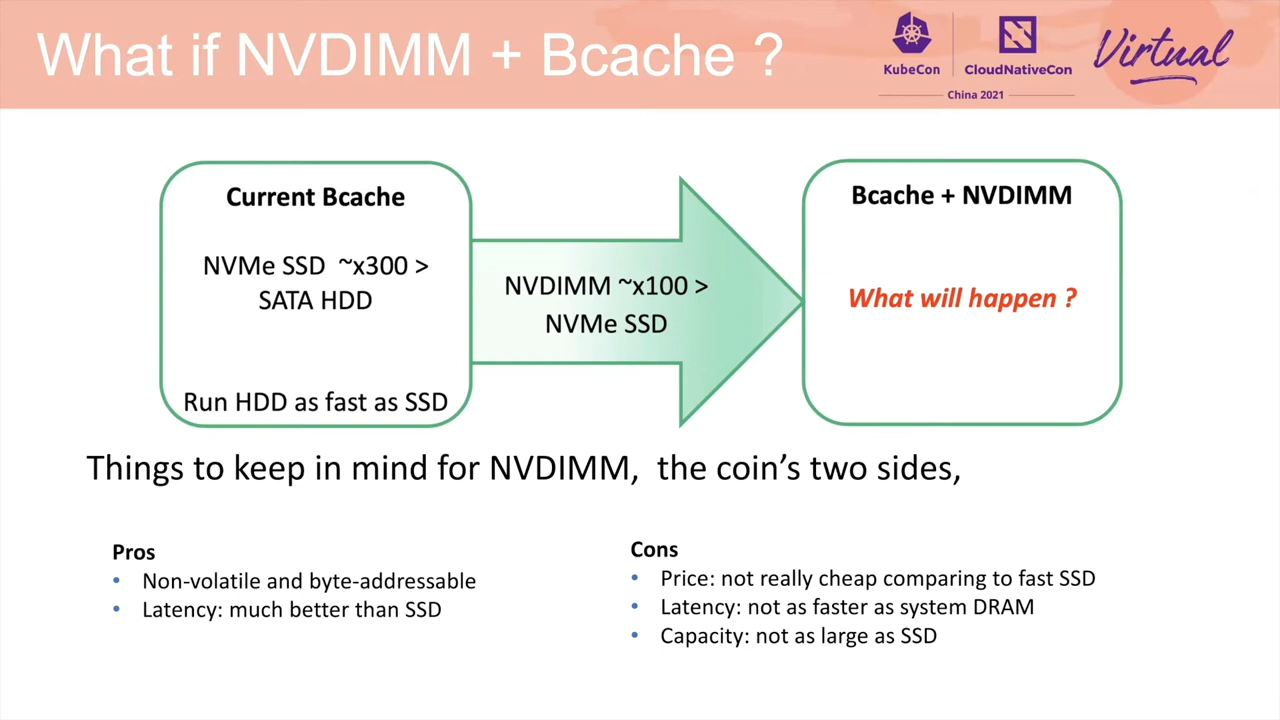 What if NVDIMM + Bcache ?
KubeCon
CloudNativeCon
Virtual
China 2021
Current Bcache
NVMe SSD ~x300 >
SATA HDD
Run HDD as fast as SSD
NVDIMM ~x100 >
NVMe SSD
Bcache + NVDIMM
What will happen ?
Things to keep in mind for NVDIMM, the coin’s two sides,
Pros
• Non-volatile and byte-addressable
• Latency: much better than SSD
Cons
• Price: not really cheap comparing to fast SSD
• Latency: not as faster as system DRAM
• Capacity: not as large as SSD